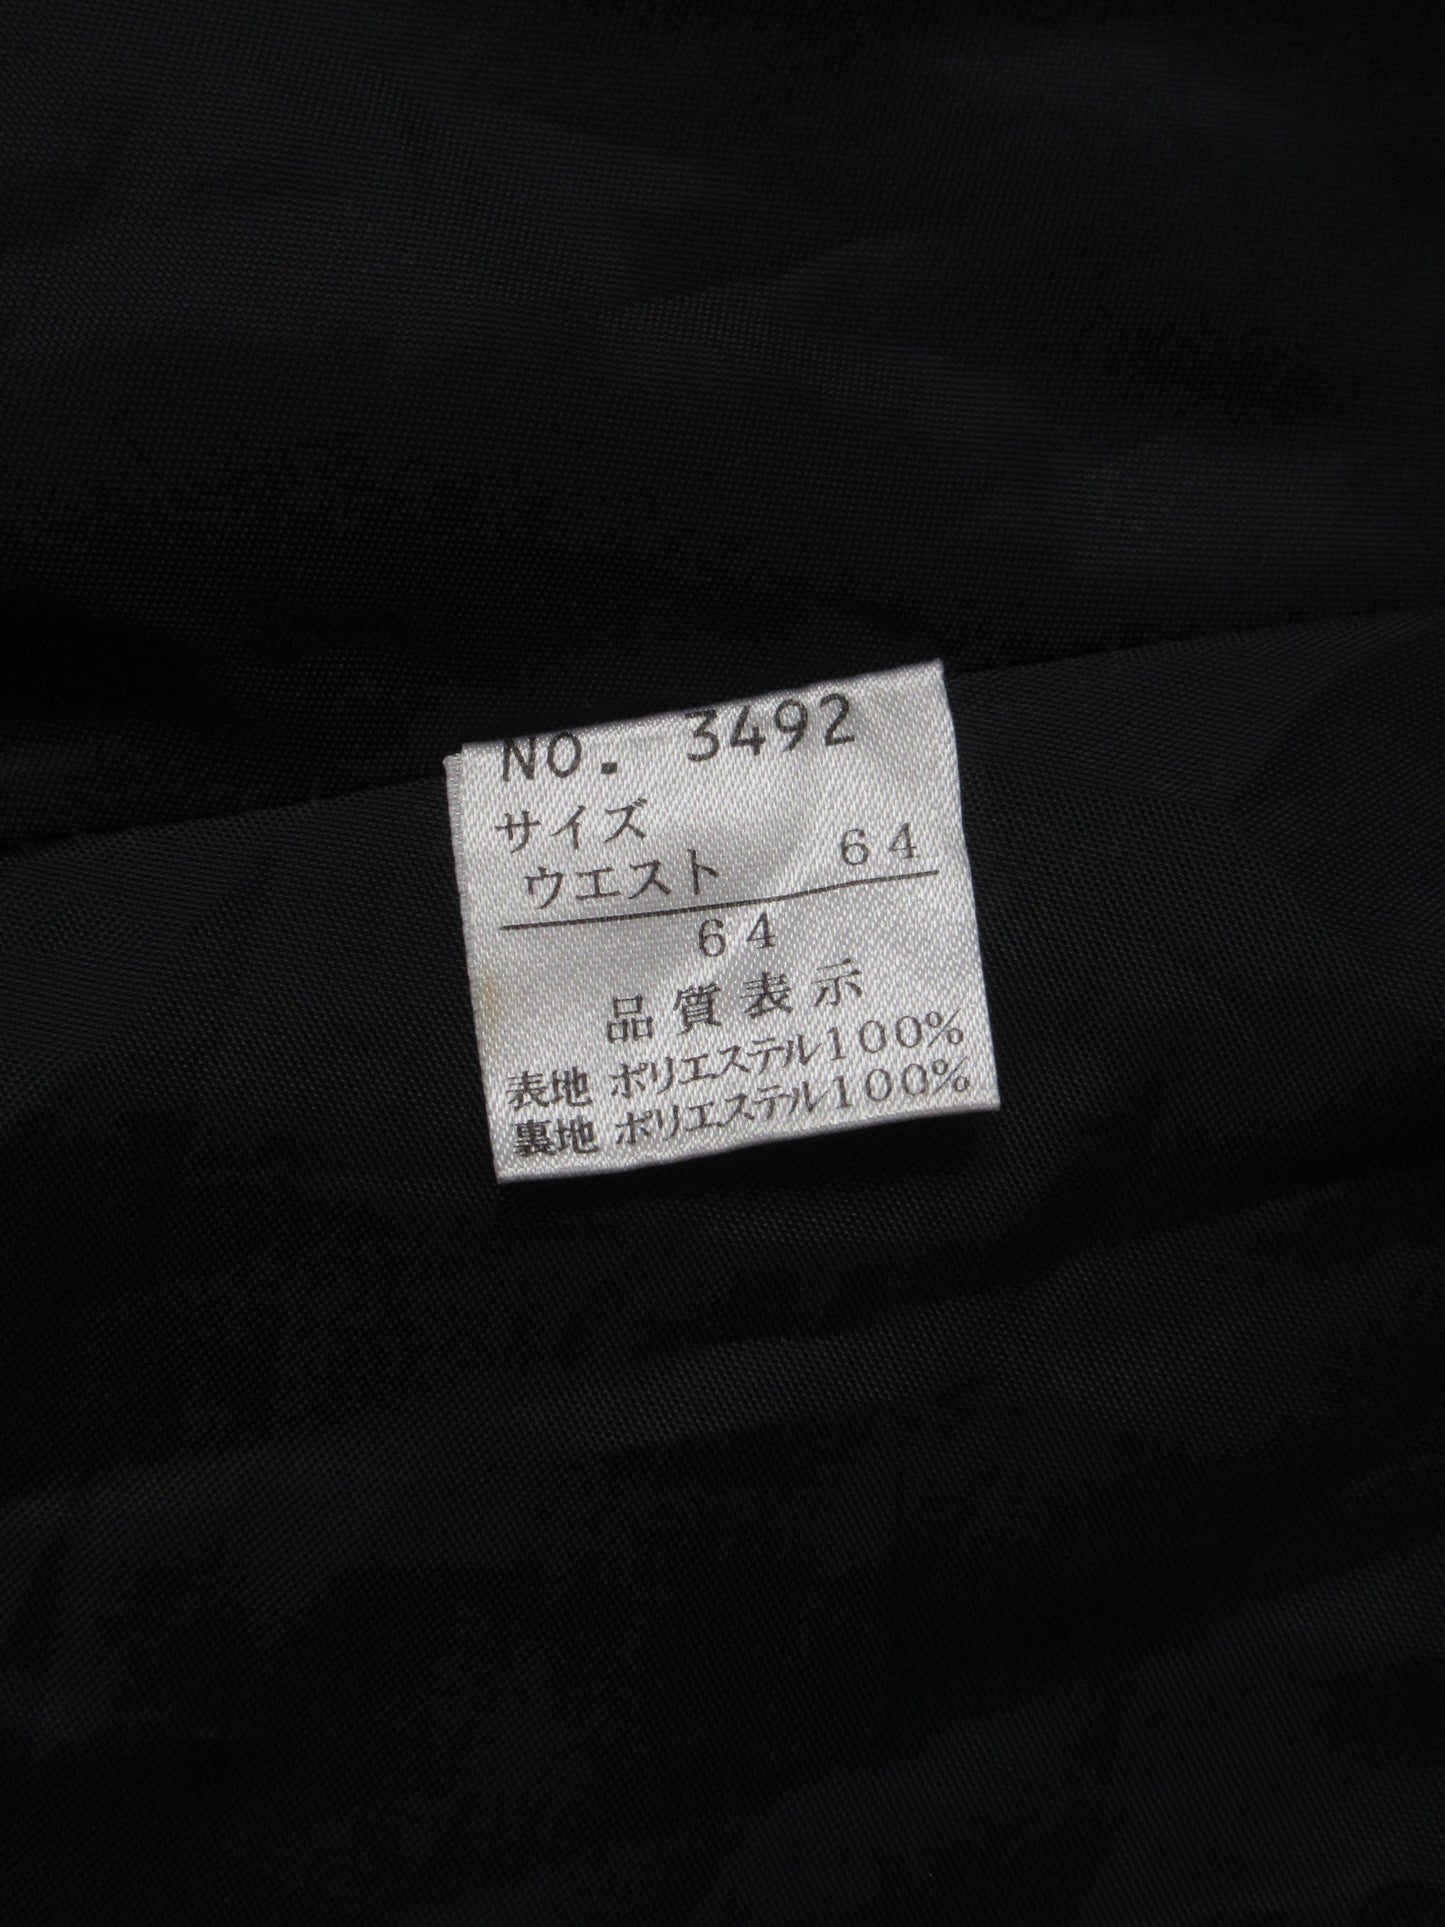 NO. 3492
サイズ
ウエスト 64
64
品質表示
表地 ポリエステル100%
裏地 ポリエステル100%